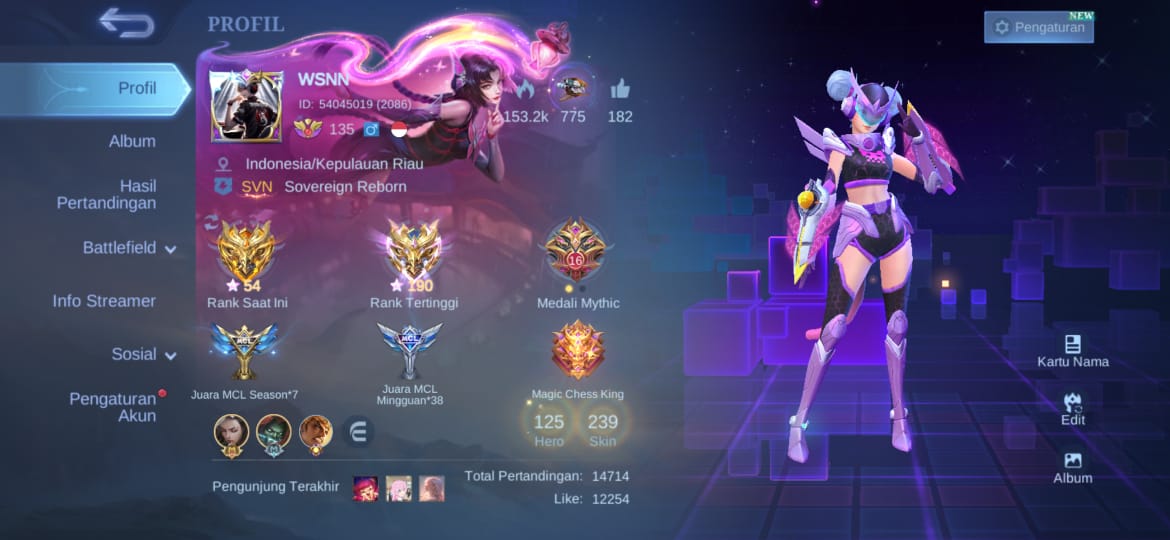 PROFIL
NEW
Pengaturan
Profil
WSNN
ID: 54045019 (2086)
135
153.2k 775 182
Album
Indonesia/Kepulauan Riau
SVN Sovereign Reborn
Hasil
Pertandingan
Battlefield
54
190
16
Rank Saat Ini
Rank Tertinggi
Medali Mythic
Info Streamer
MCL
MCL
Sosial
Juara MCL Season*7
Juara MCL
Mingguan*38
Magic Chess King
Pengaturan
Akun
125
Hero
239
Skin
Kartu Nama
Edit
Album
Pengunjung Terakhir
Total Pertandingan: 14714
Like: 12254